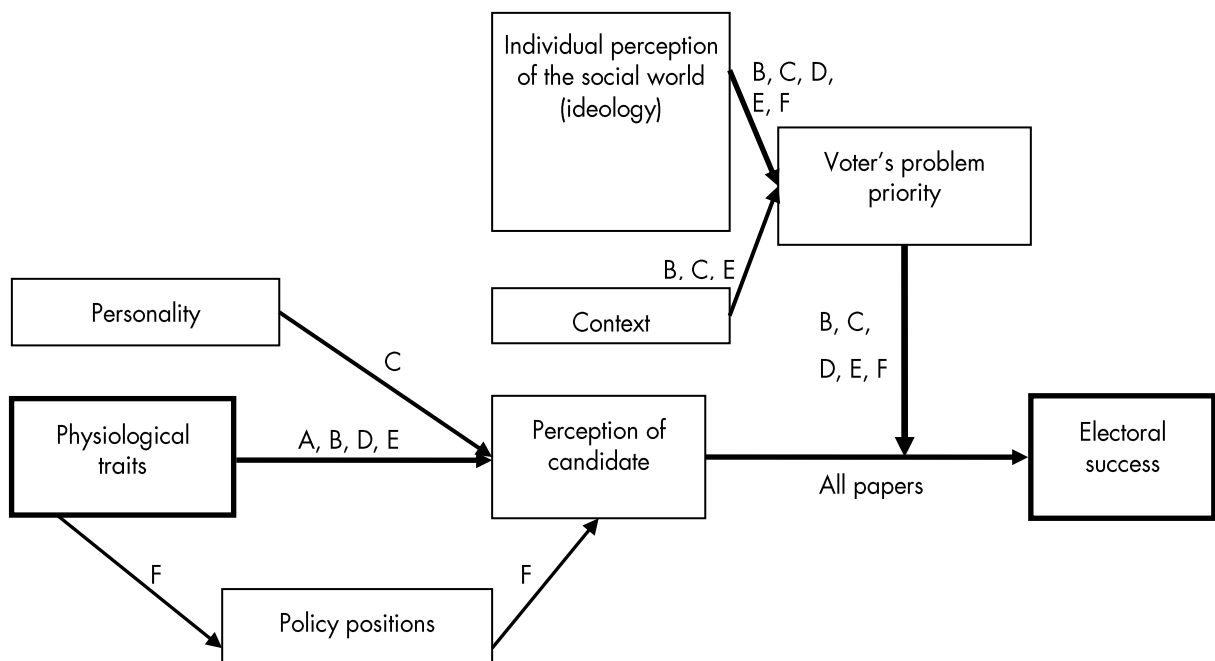 Individual perception
of the social world
(ideology)
B, C, D,
E, F
Voter's problem
priority
B, C, E
Context
Personality
B, C,
D, E, F
C
Physiological
traits
A, B, D, E
Perception of
candidate
All papers
Electoral
success
F
F
Policy positions